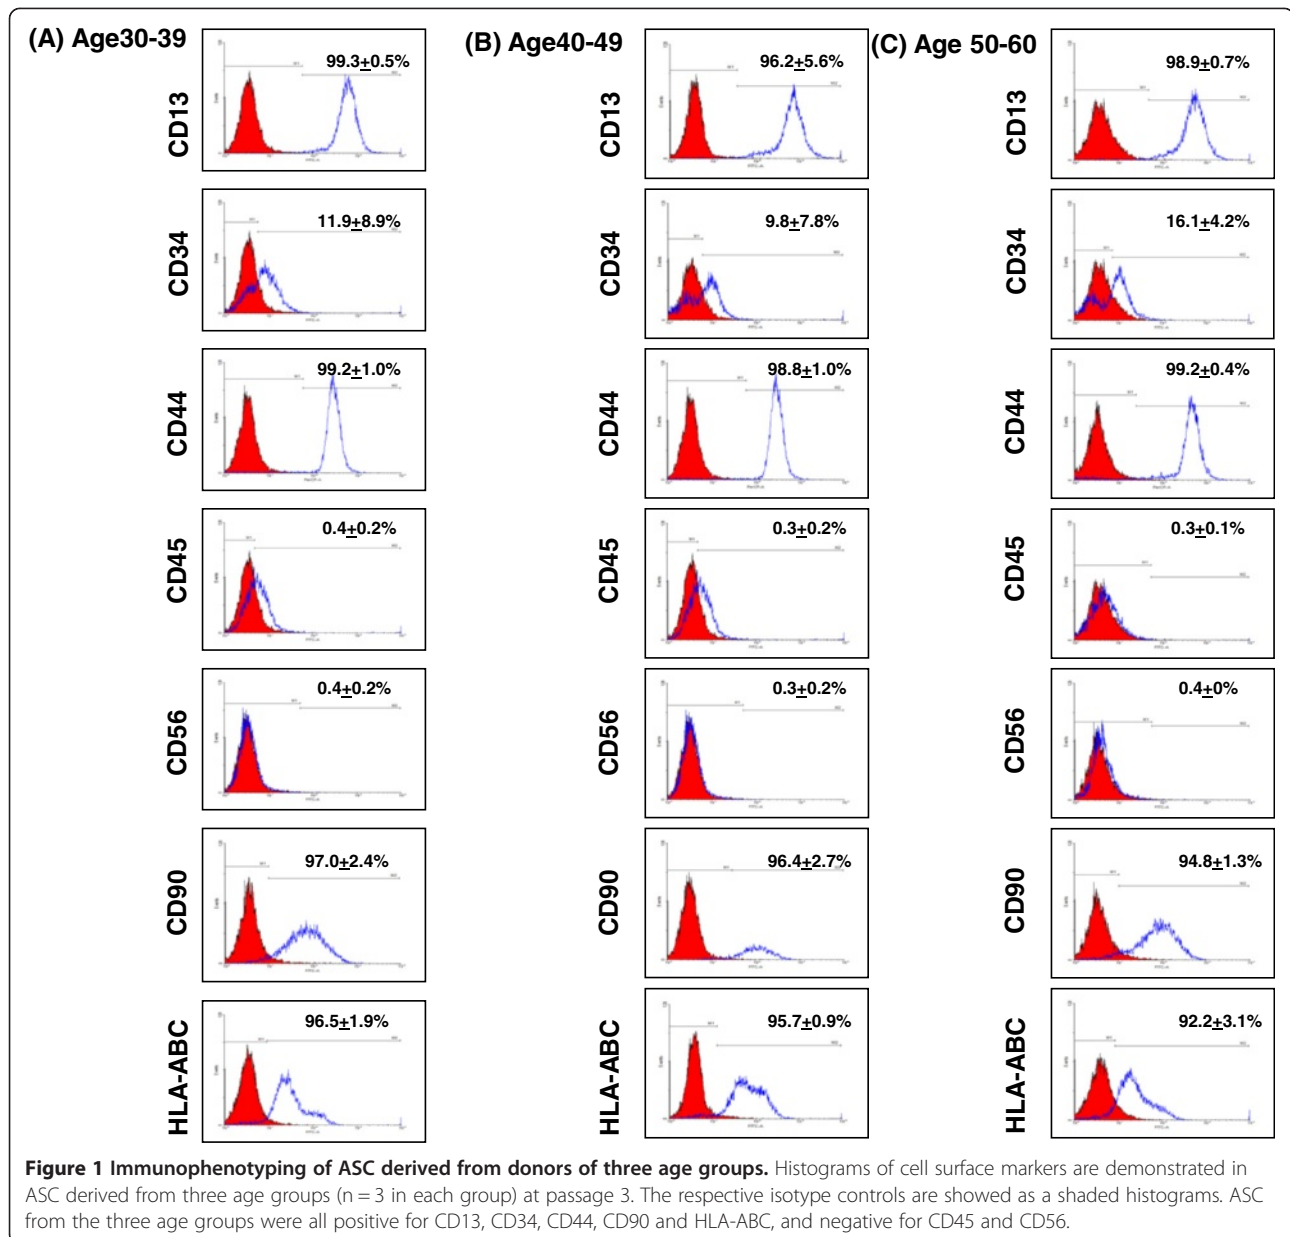 (A) Age30-39
(B) Age40-49
(C) Age 50-60
CD13
99.3±0.5%
CD13
96.2±5.6%
CD13
98.9±0.7%
CD34
11.9±8.9%
CD34
9.8±7.8%
CD34
16.1±4.2%
CD44
99.2±1.0%
CD44
98.8±1.0%
CD44
99.2±0.4%
CD45
0.4±0.2%
CD45
0.3±0.2%
CD45
0.3±0.1%
CD56
0.4±0.2%
CD56
0.3±0.2%
CD56
0.4±0%
CD90
97.0±2.4%
CD90
96.4±2.7%
CD90
94.8±1.3%
HLA-ABC
96.5±1.9%
HLA-ABC
95.7±0.9%
HLA-ABC
92.2±3.1%
Figure 1 Immunophenotyping of ASC derived from donors of three age groups. Histograms of cell surface markers are demonstrated in
ASC derived from three age groups (n = 3 in each group) at passage 3. The respective isotype controls are showed as a shaded histograms. ASC
from the three age groups were all positive for CD13, CD34, CD44, CD90 and HLA-ABC, and negative for CD45 and CD56.